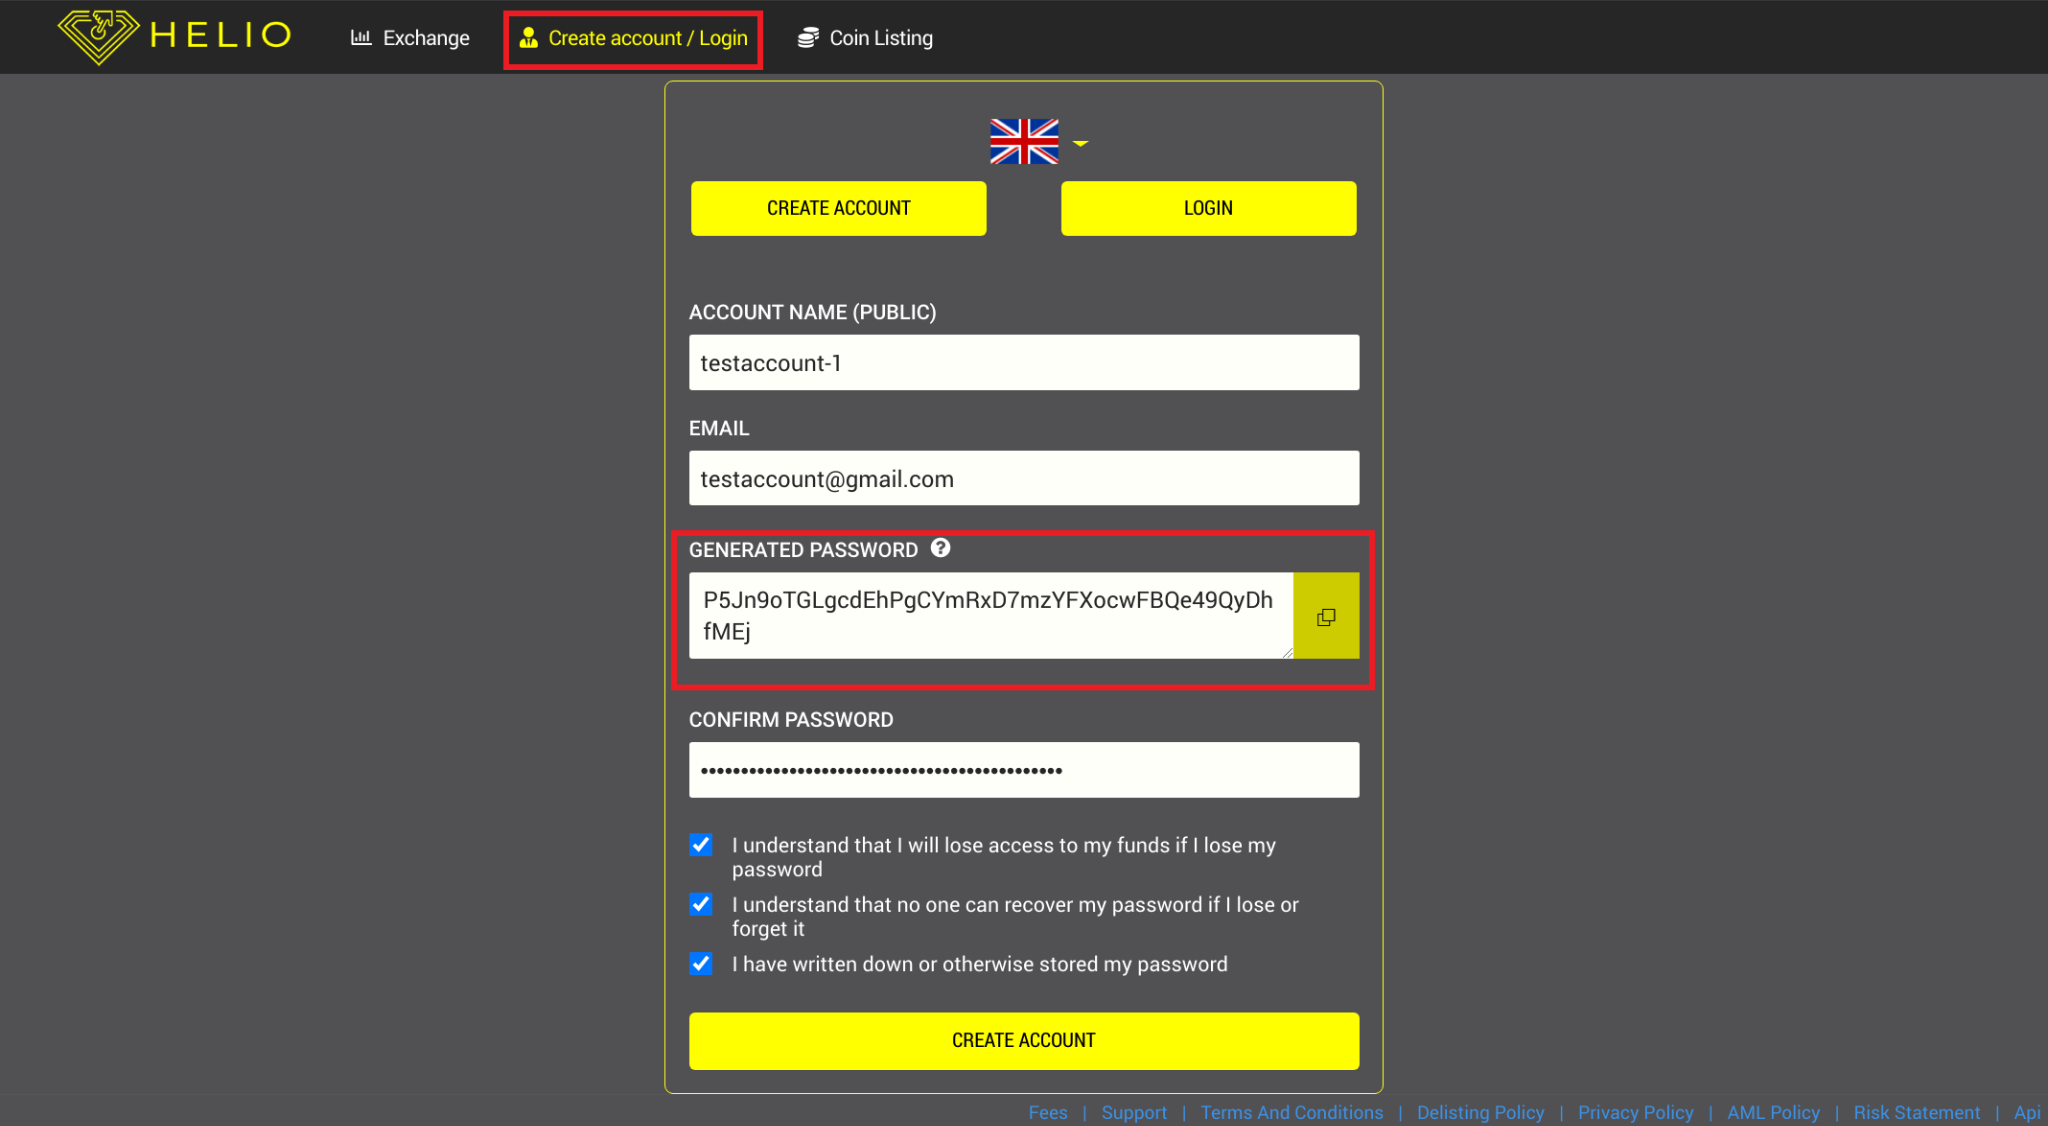 HELIO
Exchange
Create account / Login
Coin Listing
CREATE ACCOUNT
LOGIN
ACCOUNT NAME (PUBLIC)
testaccount-1
EMAIL
testaccount@gmail.com
GENERATED PASSWORD ?
P5Jn9oTGLgcdEhPgCYmRxD7mzYFXocwFBQe49QyDh
fMEj
CONFIRM PASSWORD
•••••••••••••••••••••••••••••••••••••••••••••
I understand that I will lose access to my funds if I lose my
password
I understand that no one can recover my password if I lose or
forget it
I have written down or otherwise stored my password
CREATE ACCOUNT
Fees | Support | Terms And Conditions | Delisting Policy | Privacy Policy | AML Policy | Risk Statement | Api